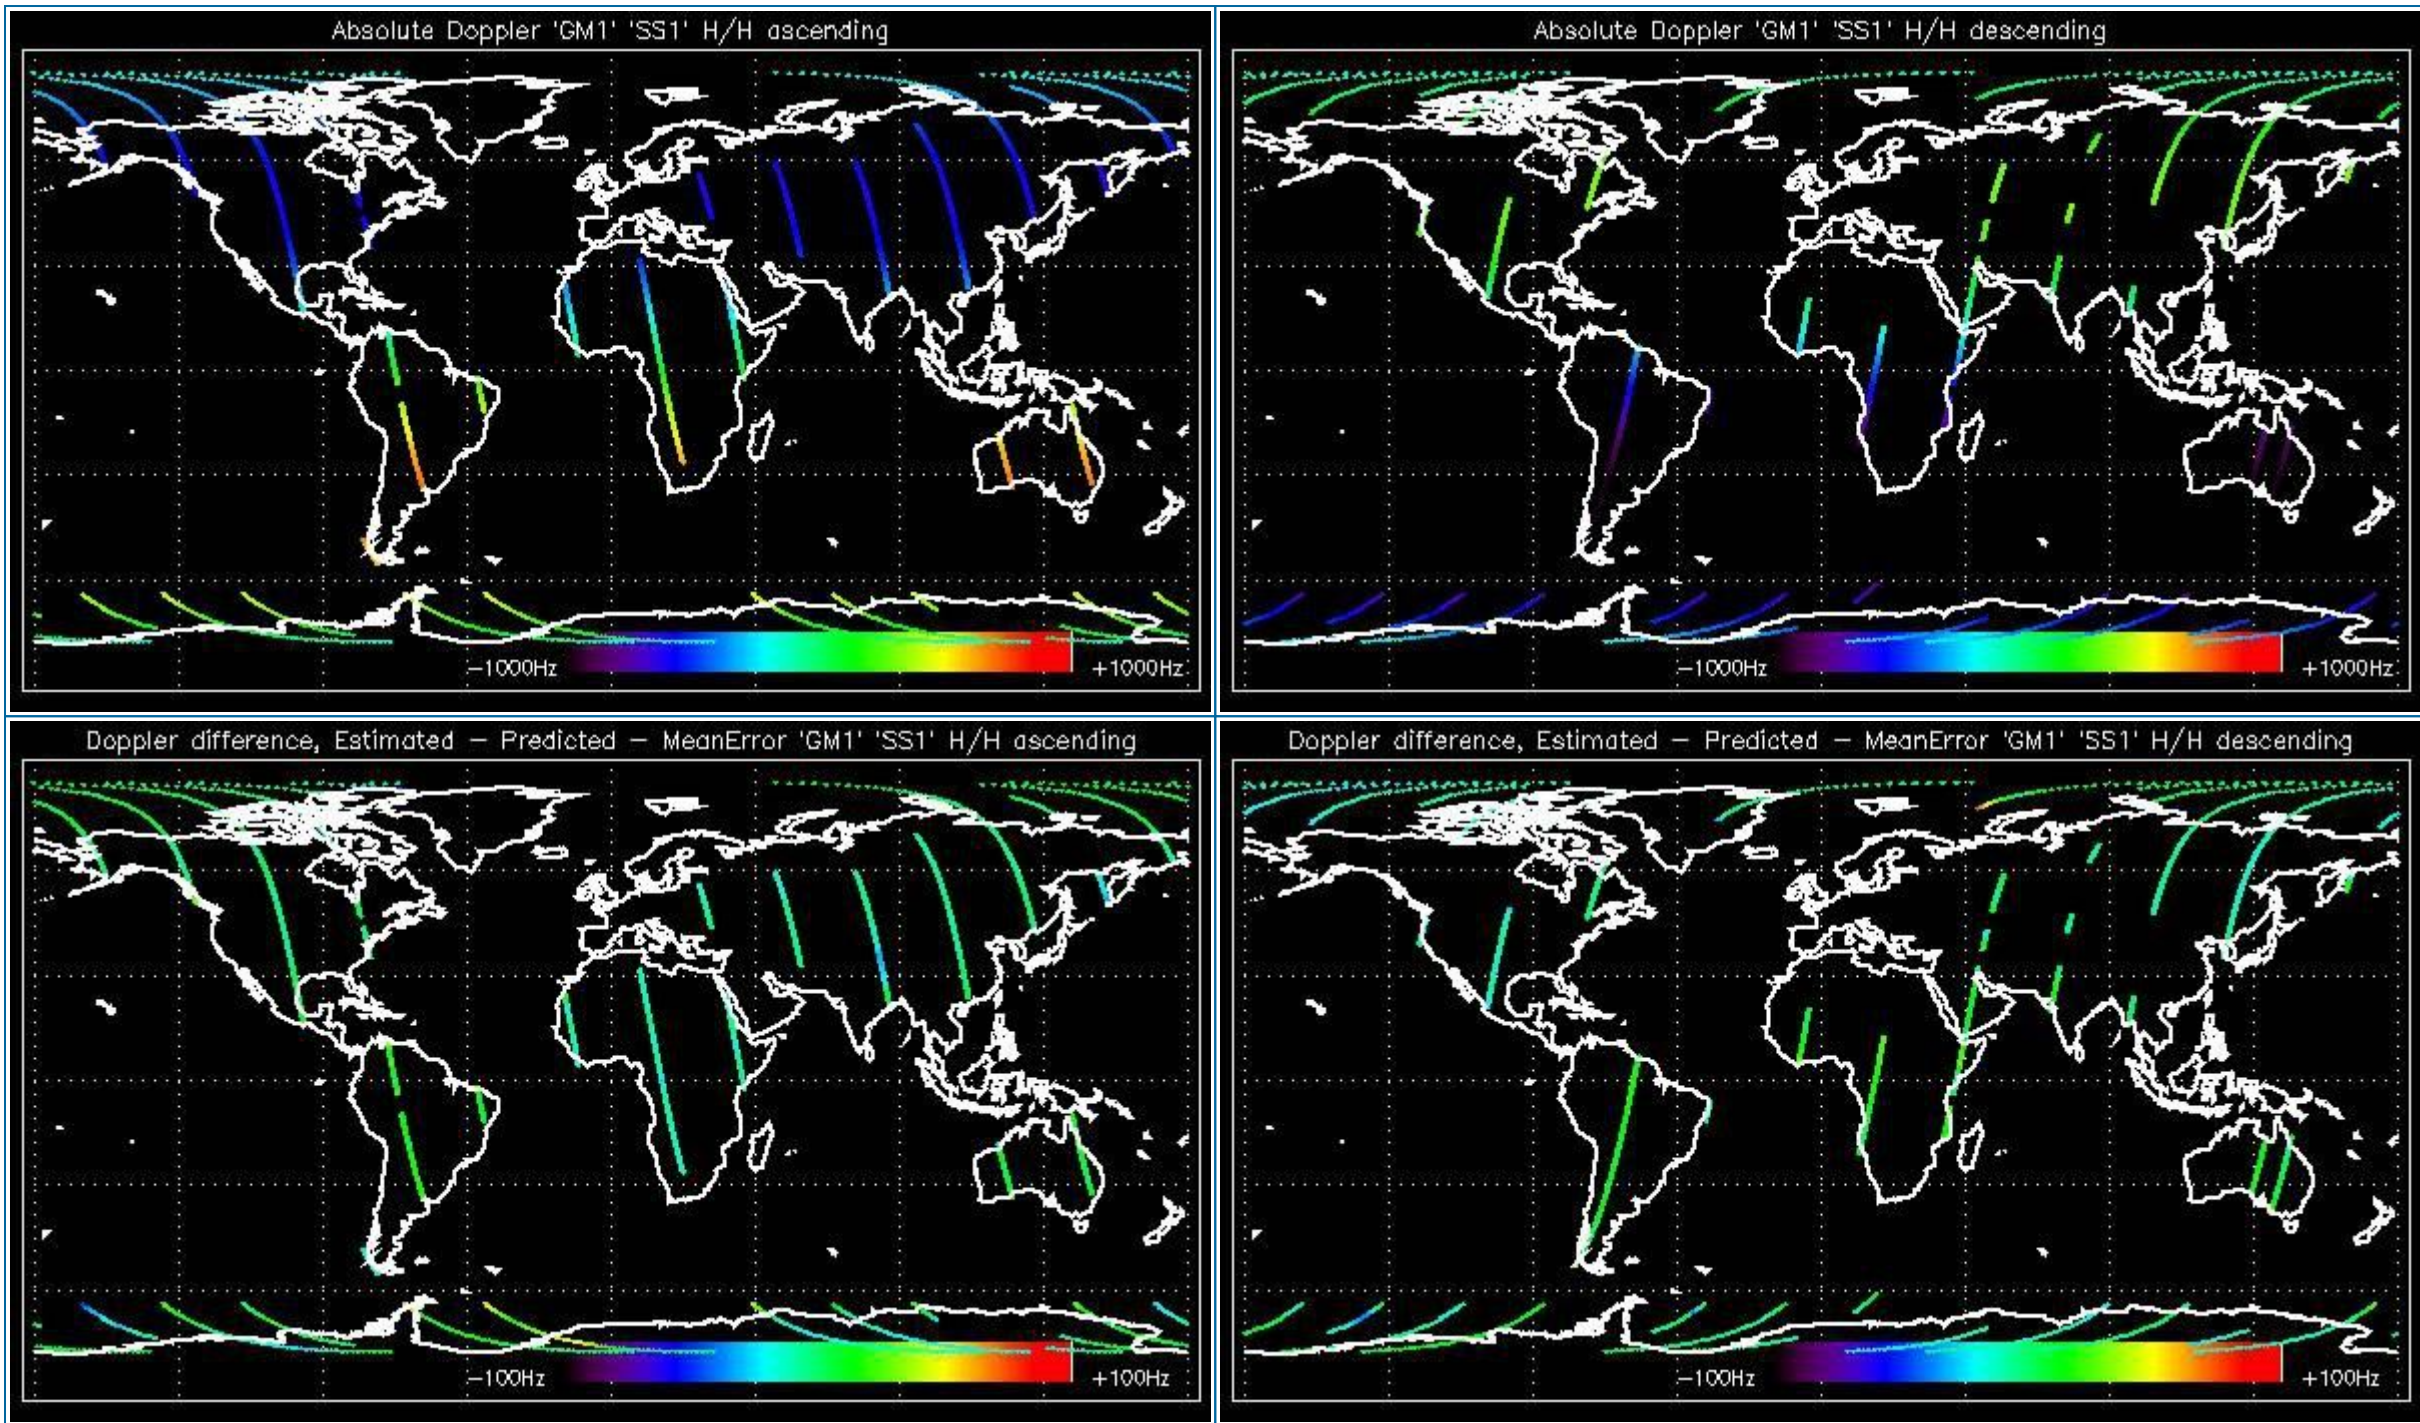 Absolute Doppler 'GM1' 'SS1' H/H ascending
-1000Hz
+1000Hz
Absolute Doppler 'GM1' 'SS1' H/H descending
-1000Hz
+1000Hz
Doppler difference, Estimated - Predicted - MeanError 'GM1' 'SS1' H/H ascending
-100Hz
+100Hz
Doppler difference, Estimated - Predicted - MeanError 'GM1' 'SS1' H/H descending
-100Hz
+100Hz